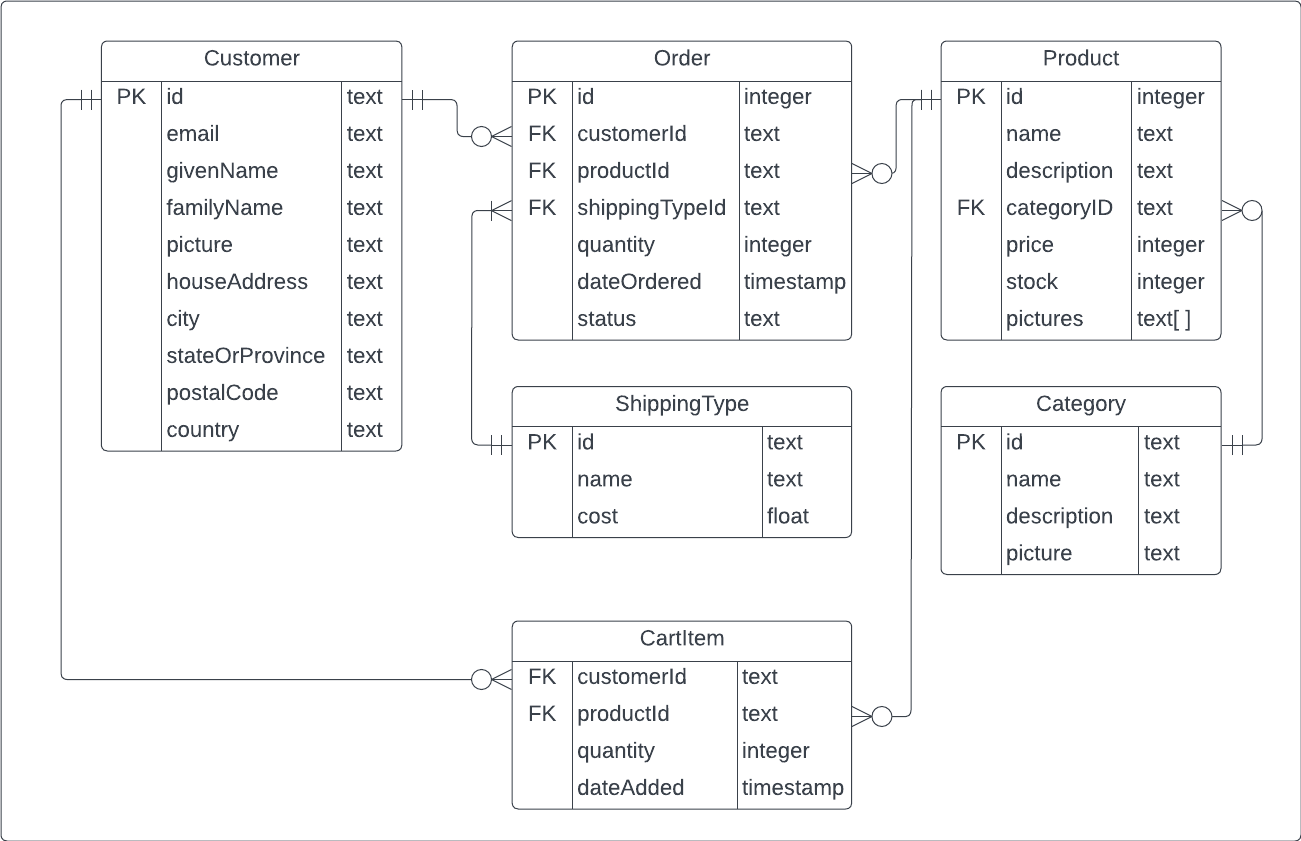 Customer
PK id text
email text
givenName text
familyName text
picture text
houseAddress text
city text
stateOrProvince text
postalCode text
country text
Order
PK id integer
FK customerId text
FK productId text
FK shippingTypeId text
quantity integer
dateOrdered timestamp
status text
Product
PK id integer
name text
description text
FK categoryID text
price integer
stock integer
pictures text[ ]
ShippingType
PK id text
name text
cost float
Category
PK id text
name text
description text
picture text
CartItem
FK customerId text
FK productId text
quantity integer
dateAdded timestamp